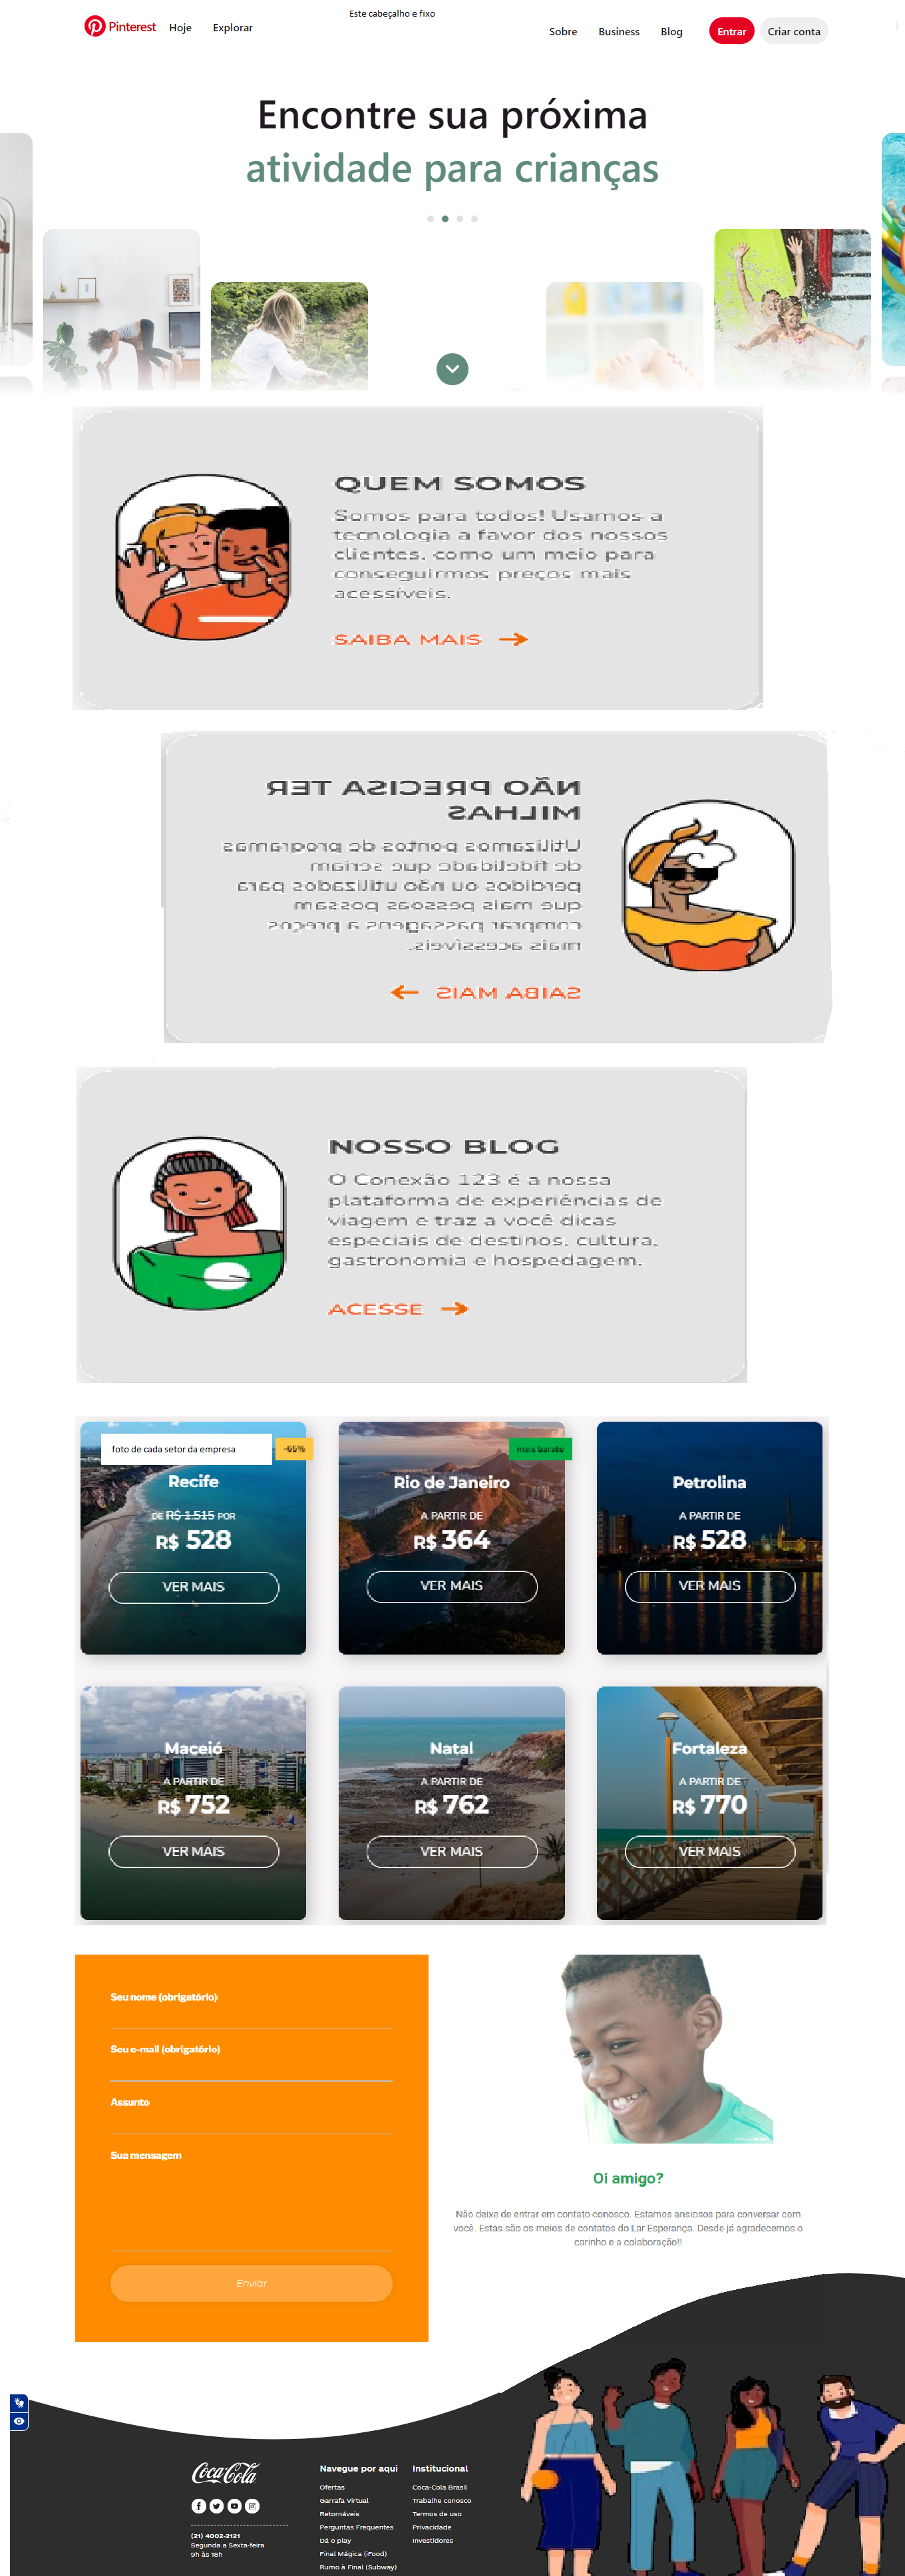 Este cabeçalho e fixo
Pinterest Hoje Explorar
Sobre Business Blog Entrar Criar conta
Encontre sua próxima
atividade para crianças
QUEM SOMOS
Somos para todos! Usamos a
tecnologia a favor dos nossos
clientes, como um meio para
conseguirmos preços mais
acessíveis.
SAIBA MAIS
NÃO PRECISA TER
MILHAS
Utilizamos pontos de programas
de fidelidade que seriam
perdidos ou não utilizados para
que mais pessoas possam
comprar passagens a preços
mais acessíveis.
SAIBA MAIS
NOSSO BLOG
O Conexão 123 é a nossa
plataforma de experiências de
viagem e traz a você dicas
especiais de destinos, cultura,
gastronomia e hospedagem.
ACESSE
foto de cada setor da empresa
-65%
Recife
DE R$ 1.515 POR
R$ 528
VER MAIS
mais barato
Rio de Janeiro
A PARTIR DE
R$ 364
VER MAIS
Petrolina
A PARTIR DE
R$ 528
VER MAIS
Maceió
A PARTIR DE
R$ 752
VER MAIS
Natal
A PARTIR DE
R$ 762
VER MAIS
Fortaleza
A PARTIR DE
R$ 770
VER MAIS
Seu nome (obrigatório)
Seu e-mail (obrigatório)
Assunto
Sua mensagem
Enviar
Oi amigo?
Não deixe de entrar em contato conosco. Estamos ansiosos para conversar com
você. Estas são os meios de contatos do Lar Esperança. Desde já agradecemos o
carinho e a colaboração!!
Coca-Cola
(21) 4002-2121
Segunda a Sexta-feira
9h às 18h
Navegue por aqui
Ofertas
Garrafa Virtual
Retornáveis
Perguntas Frequentes
Dá o play
Final Mágica (iFood)
Rumo à Final (Subway)
Institucional
Coca-Cola Brasil
Trabalhe conosco
Termos de uso
Privacidade
Investidores